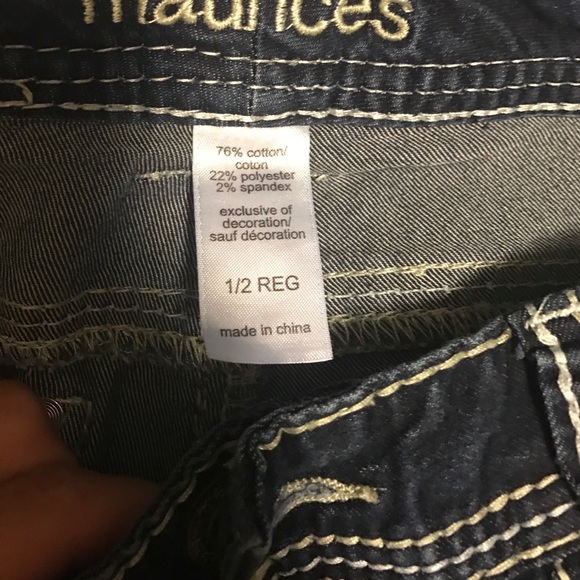 maurices
76% cotton/
coton
22% polyester
2% spandex
exclusive of
decoration/
sauf décoration
1/2 REG
made in china